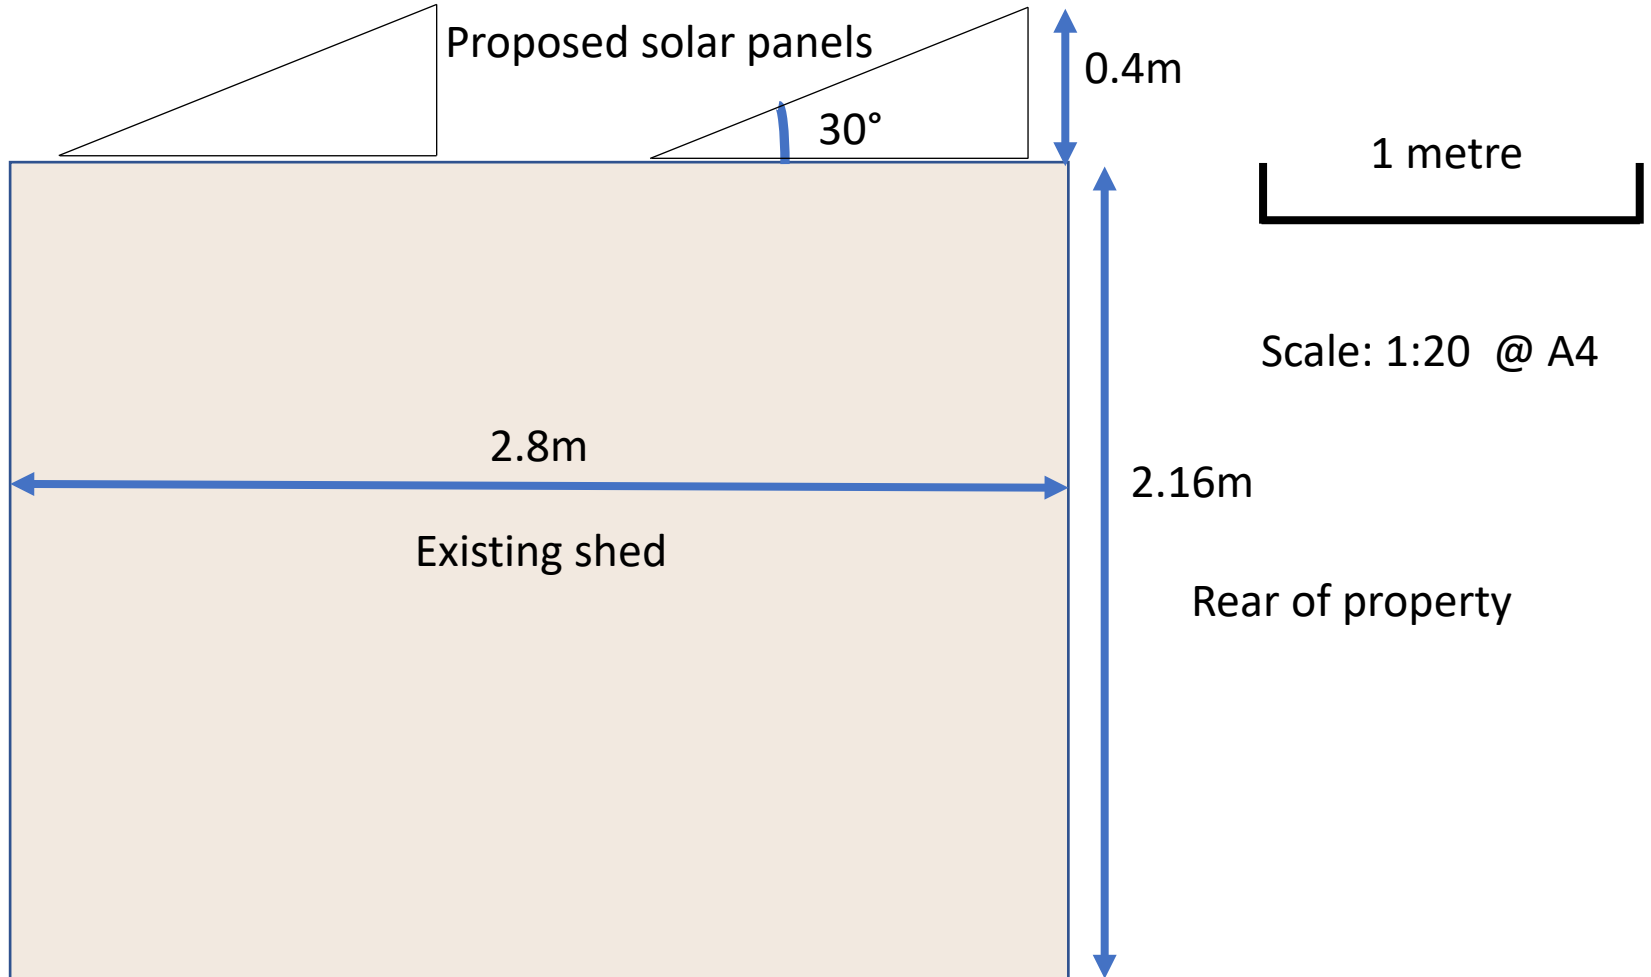 Proposed solar panels
0.4m
30°
1 metre
Scale: 1:20 @ A4
2.8m
2.16m
Existing shed
Rear of property